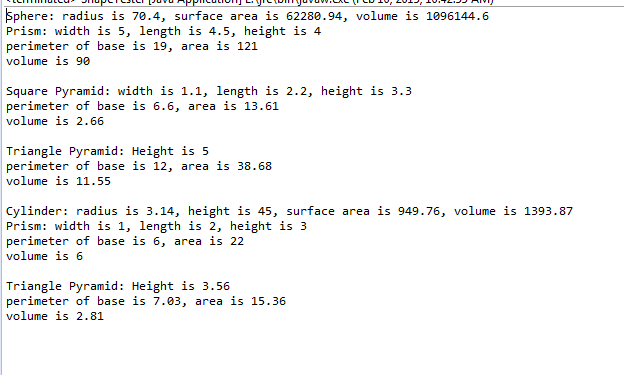 <terminated> ShapeTester [Java Application] E:\jre\bin\javaw.exe (Feb
Sphere: radius is 70.4, surface area is 62280.94, volume is 1096144.6
Prism: width is 5, length is 4.5, height is 4
perimeter of base is 19, area is 121
volume is 90
Square Pyramid: width is 1.1, length is 2.2, height is 3.3
perimeter of base is 6.6, area is 13.61
volume is 2.66
Triangle Pyramid: Height is 5
perimeter of base is 12, area is 38.68
volume is 11.55
Cylinder: radius is 3.14, height is 45, surface area is 949.76, volume is 1393.87
Prism: width is 1, length is 2, height is 3
perimeter of base is 6, area is 22
volume is 6
Triangle Pyramid: Height is 3.56
perimeter of base is 7.03, area is 15.36
volume is 2.81